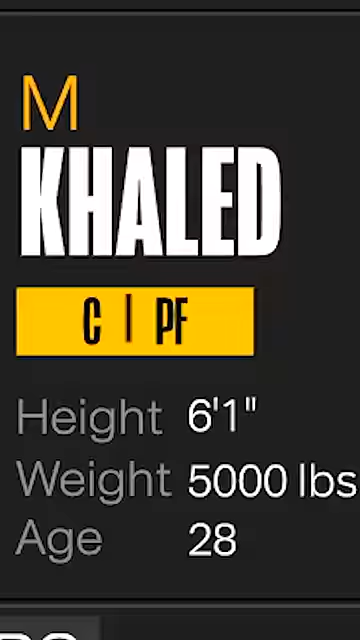 M
KHALED
C | PF
Height 6'1"
Weight 5000 lbs
Age 28